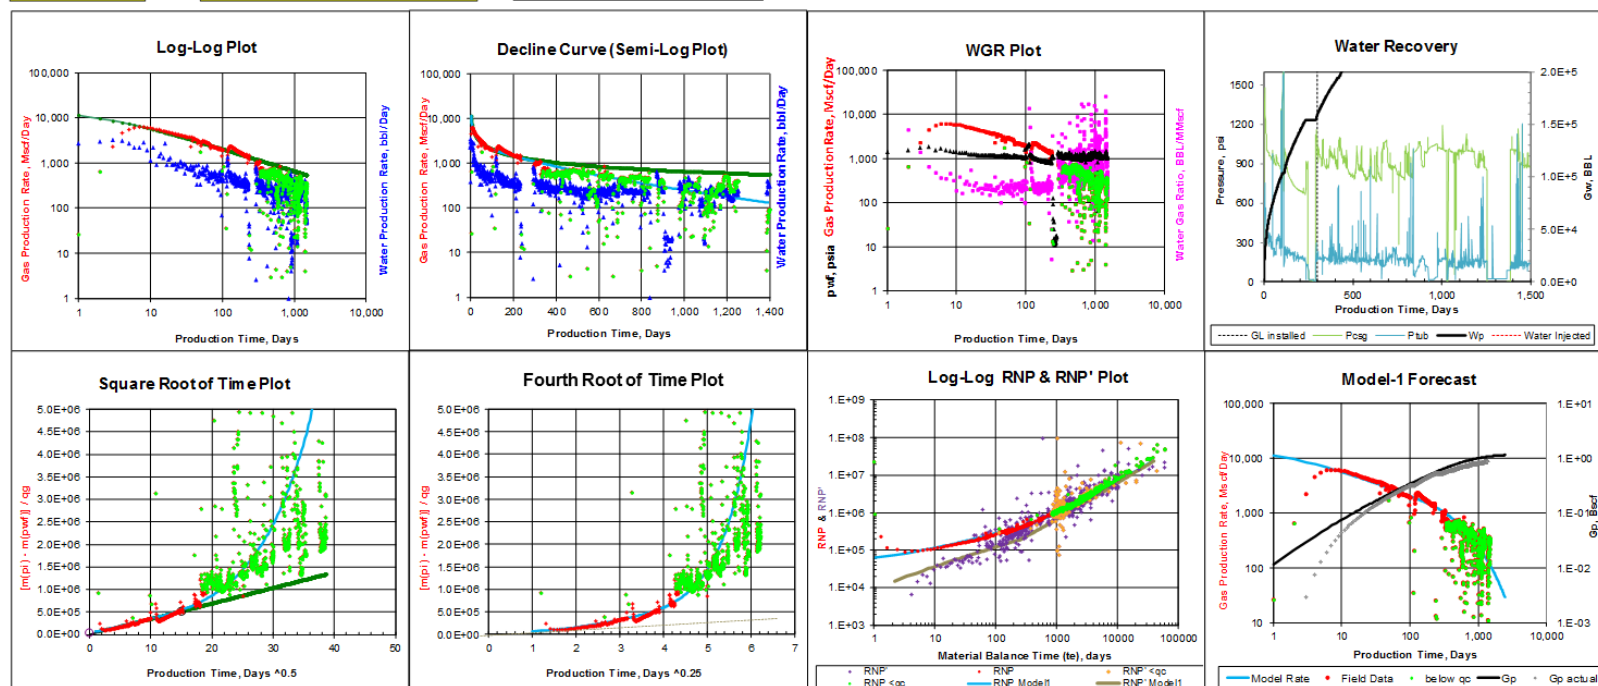 Log-Log Plot
100,000
10,000
1,000
100
10
1
1 10 100 1,000 10,000
Gas Production Rate, Mscf/Day
Water Production Rate, bbl/Day
Production Time, Days
Decline Curve (Semi-Log Plot)
100,000
10,000
1,000
100
10
1
0 200 400 600 800 1,000 1,200 1,400
Gas Production Rate, Mscf/Day
Water Production Rate, bbl/Day
Production Time, Days
WGR Plot
100,000
10,000
1,000
100
10
1
1 10 100 1,000 10,000
pwf, psia Gas Production Rate, Mscf/Day
Water Gas Ratio, BBL/MMscf
Production Time, Days
Water Recovery
1500
1200
900
600
300
0
2.0E+5
1.5E+5
1.0E+5
5.0E+4
0.0E+0
0 500 1,000 1,500
Pressure, psi
Qw, BBL
Production Time, Days
GL installed Pcsg Ptub Wp Water Injected
Square Root of Time Plot
5.0E+06
4.5E+06
4.0E+06
3.5E+06
3.0E+06
2.5E+06
2.0E+06
1.5E+06
1.0E+06
5.0E+05
0.0E+00
0 10 20 30 40 50
[m(pi) - m(pwf)] / qg
Production Time, Days ^0.5
Fourth Root of Time Plot
5.0E+06
4.5E+06
4.0E+06
3.5E+06
3.0E+06
2.5E+06
2.0E+06
1.5E+06
1.0E+06
5.0E+05
0.0E+00
0 1 2 3 4 5 6 7
[m(pi) - m(pwf)] / qg
Production Time, Days ^0.25
Log-Log RNP & RNP' Plot
1.E+09
1.E+08
1.E+07
1.E+06
1.E+05
1.E+04
1.E+03
1 10 100 1000 10000 100000
RNP & RNP'
Material Balance Time (te), days
RNP' RNP RNP' <qc
RNP <qc RNP Model1 RNP' Model1
Model-1 Forecast
100,000
10,000
1,000
100
10
1.E+01
1.E+00
1.E-01
1.E-02
1.E-03
1 10 100 1,000 10,000
Gas Production Rate, Mscf/Day
Gp, Bscf
Production Time, Days
Model Rate Field Data below qc Gp Gp actual